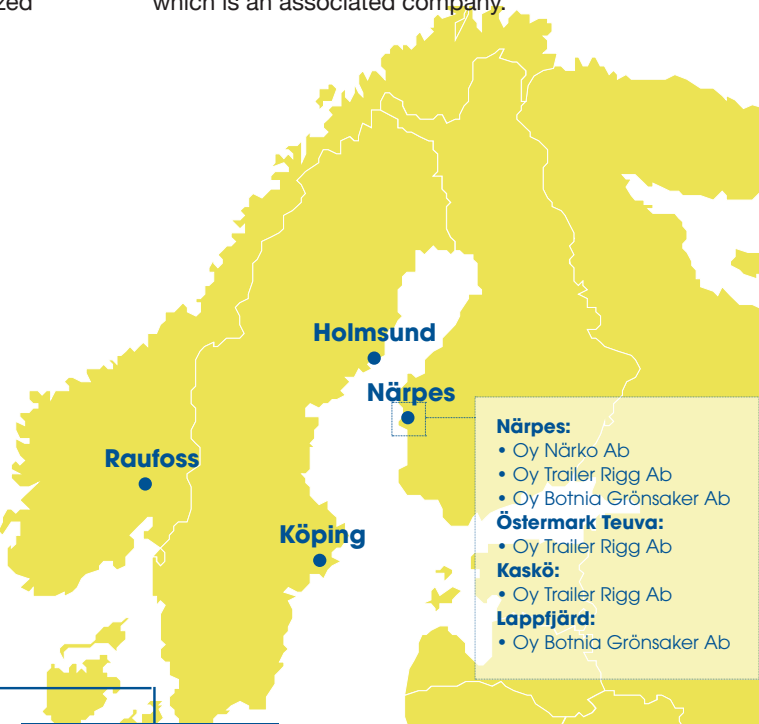 which is an associated company.
Holmsund
Närpes
Raufoss
Köping
Närpes:
• Oy Närko Ab
• Oy Trailer Rigg Ab
• Oy Botnia Grönsaker Ab
Östermark Teuva:
• Oy Trailer Rigg Ab
Kaskö:
• Oy Trailer Rigg Ab
Lappfjärd:
• Oy Botnia Grönsaker Ab